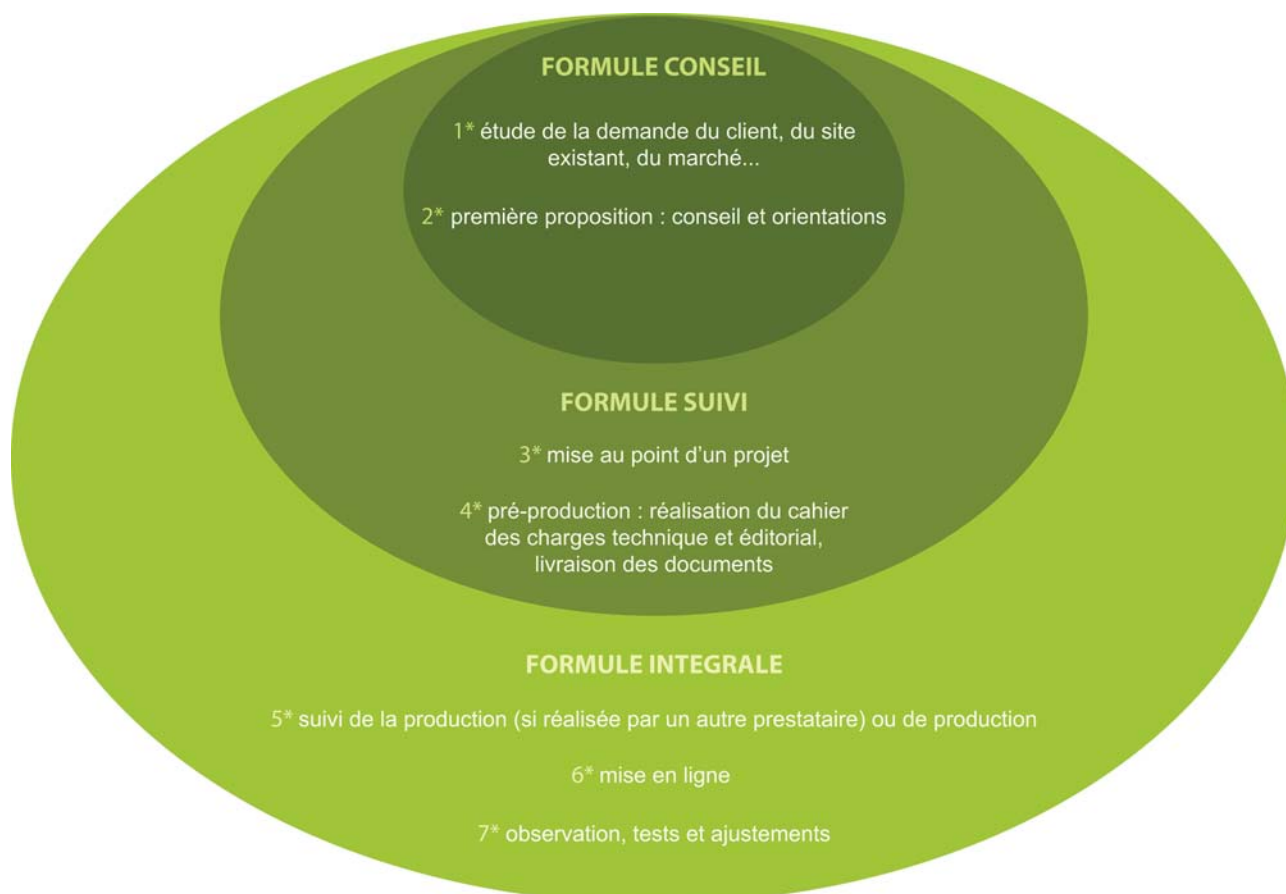 FORMULE CONSEIL
1* étude de la demande du client, du site
existant, du marché...
2* première proposition : conseil et orientations
FORMULE SUIVI
3* mise au point d'un projet
4* pré-production : réalisation du cahier
des charges technique et éditorial,
livraison des documents
FORMULE INTEGRALE
5* suivi de la production (si réalisée par un autre prestataire) ou de production
6* mise en ligne
7* observation, tests et ajustements